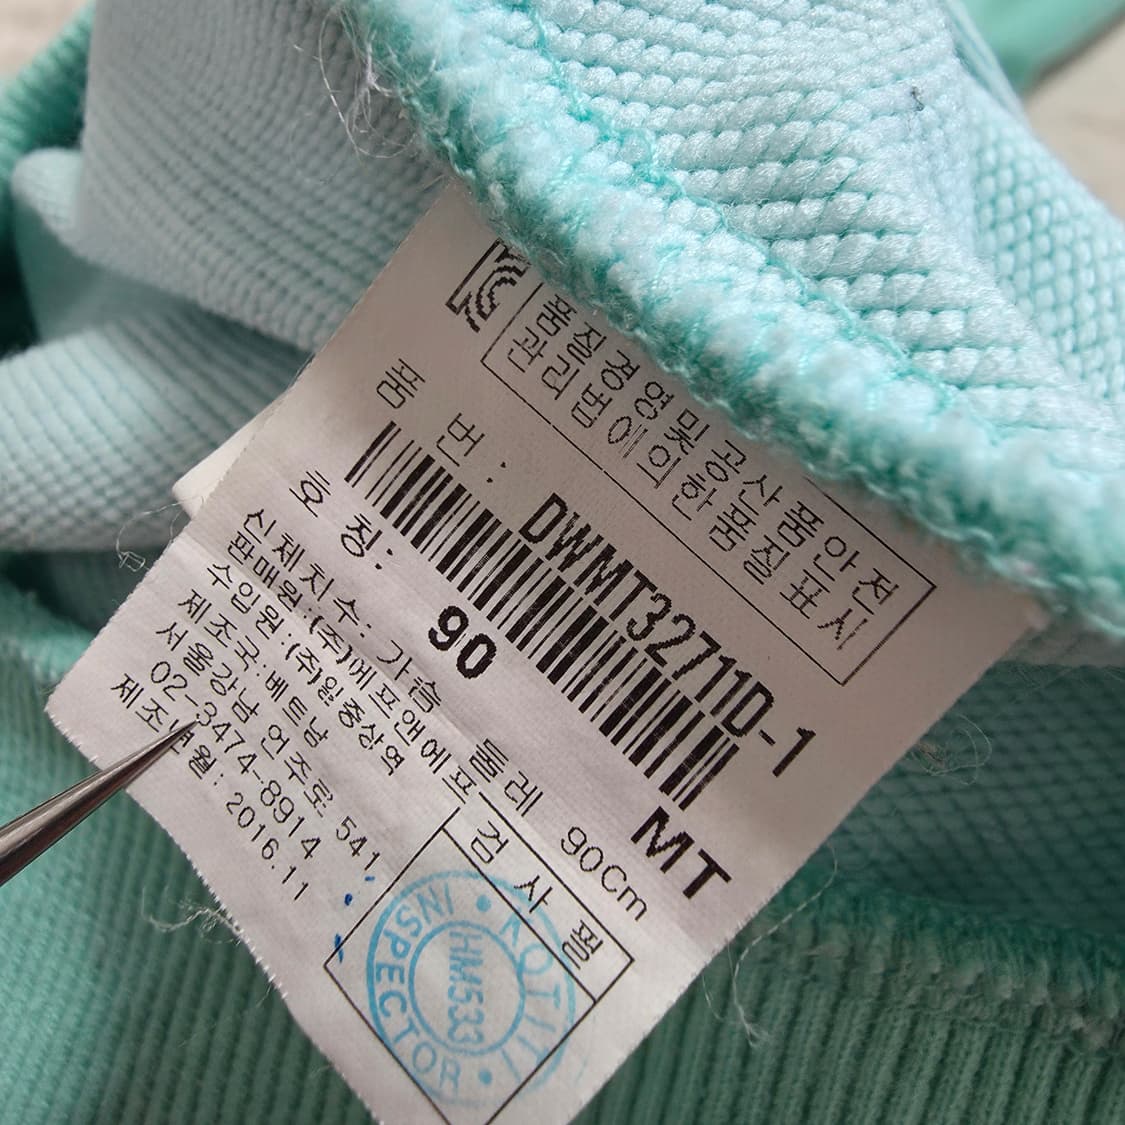 품질경영및공산품안전
관리법에의한품질표시
품 번 : DWMT32711D-1
호 칭: 90 MT
신체치수: 가슴 둘레 90Cm
판매원:(주)에프앤에프
수입원:(주)일중상역
제조국:베트남
서울강남 언주로 541,
02-3474-8914
제조년월: 2016.11
검 사 필
KOTITI
INSPECTOR
HM533